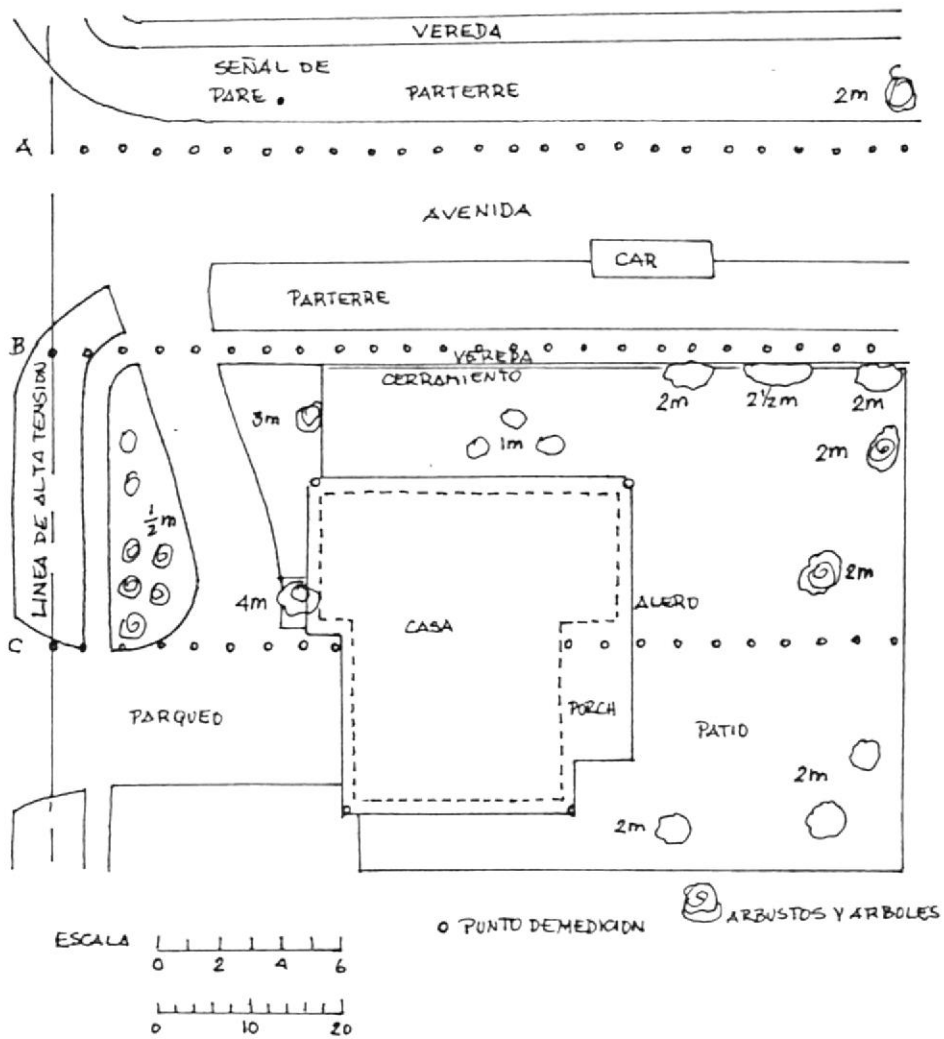 VEREDA
SEÑAL DE
PARE
PARTERRE
2m
A
AVENIDA
CAR
PARTERRE
B
VEREDA
CERRAMIENTO
LINEA DE ALTA TENSION
3m
1m
2m
2½m
2m
2m
½m
4m
CASA
ALERO
2m
C
PARQUEO
PORCH
PATIO
2m
2m
ESCALA
0 2 4 6
0 10 20
O PUNTO DE MEDICION
ARBUSTOS Y ARBOLES